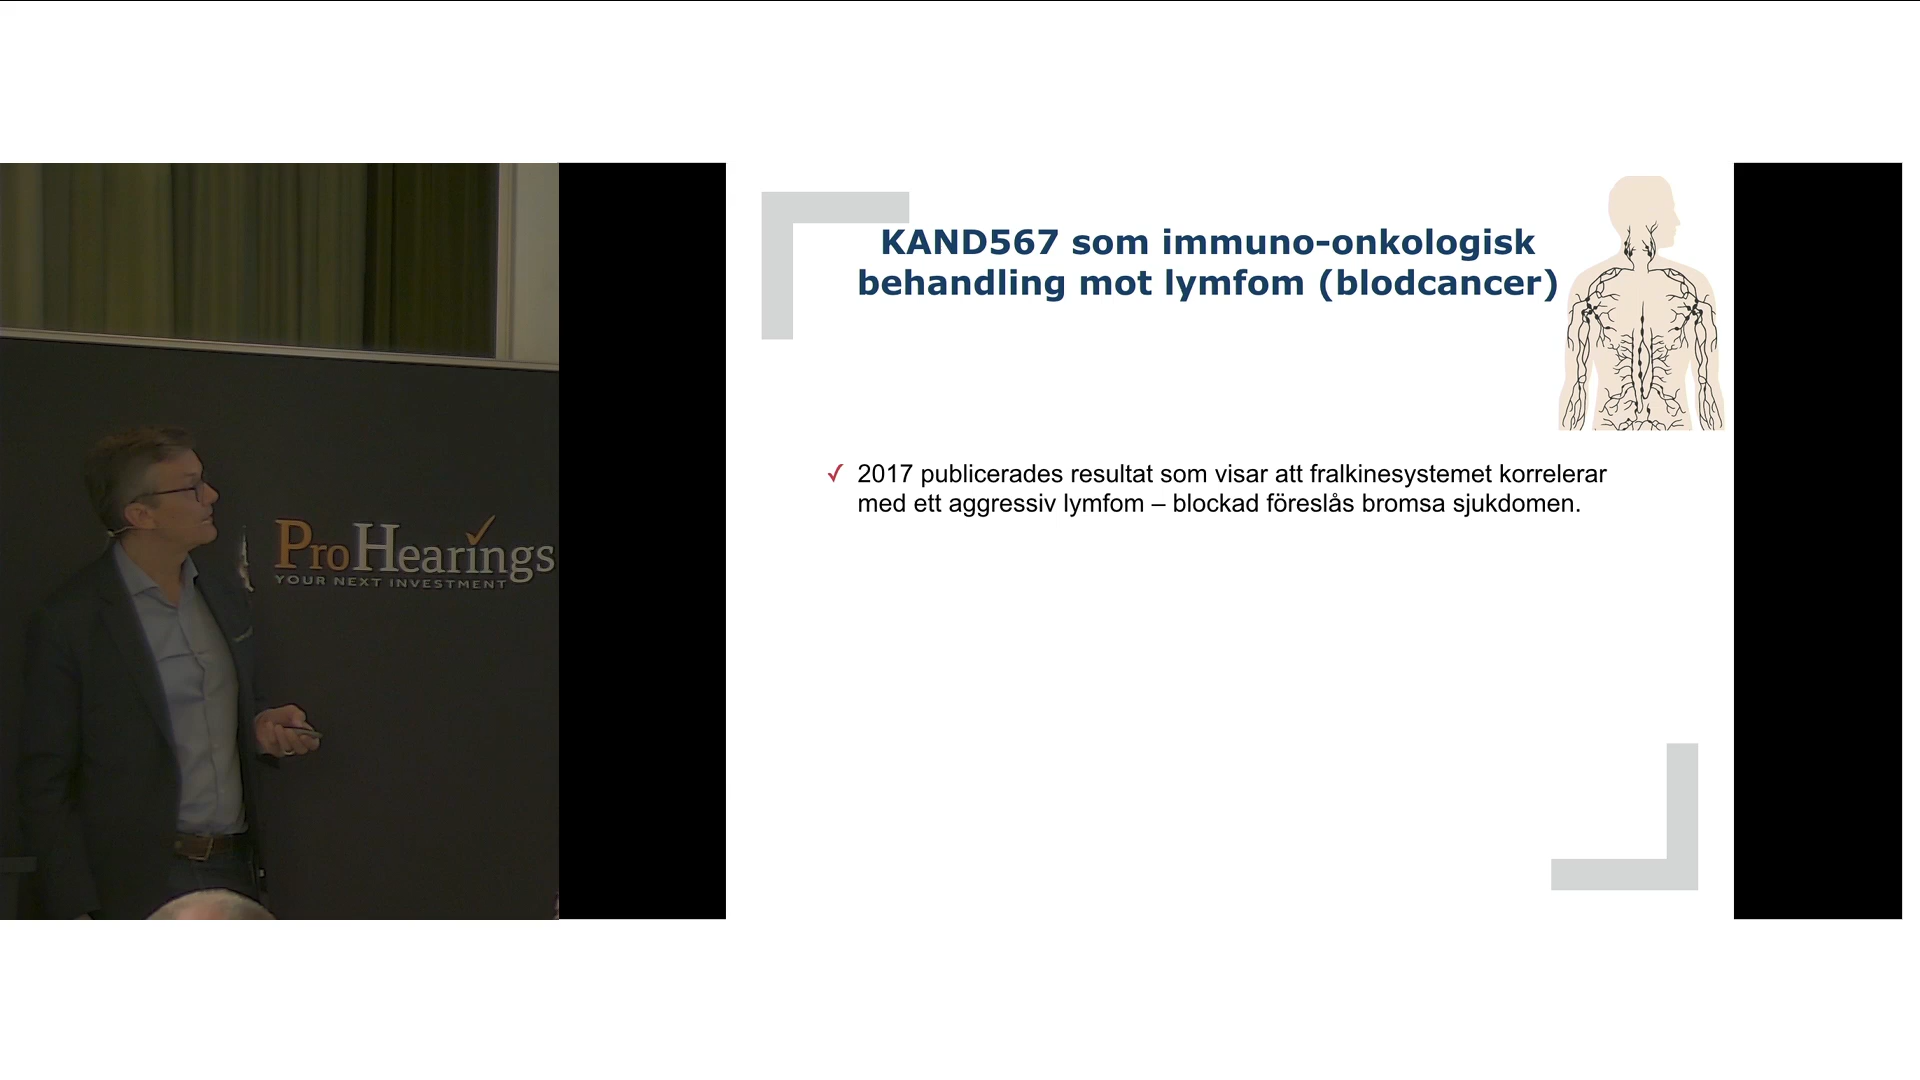 ProHearings
YOUR NEXT INVESTMENT
KAND567 som immuno-onkologisk
behandling mot lymfom (blodcancer)
✓ 2017 publicerades resultat som visar att fralkinesystemet korrelerar
med ett aggressiv lymfom – blockad föreslås bromsa sjukdomen.